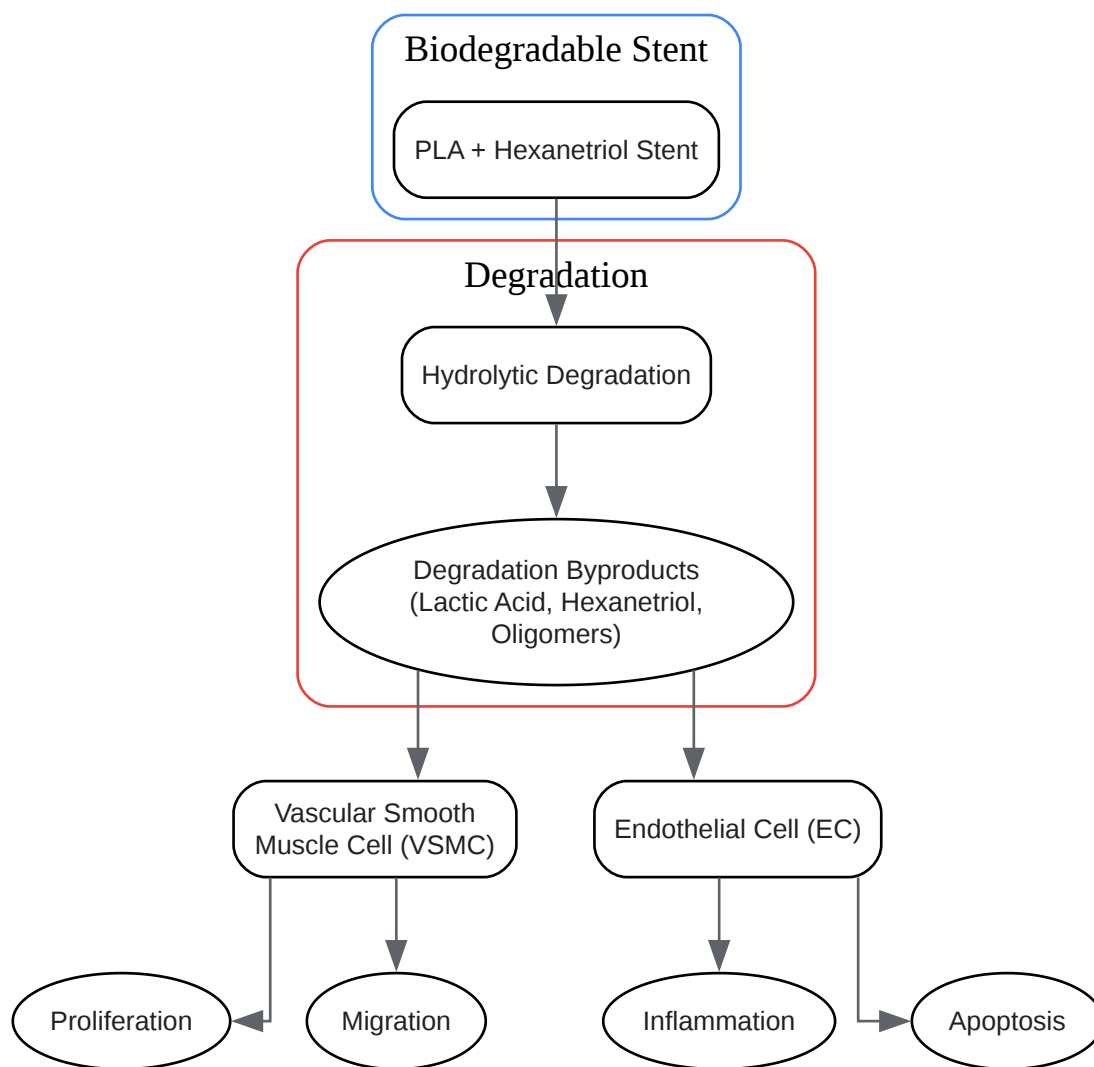 Biodegradable Stent
PLA + Hexanetriol Stent
Degradation
Hydrolytic Degradation
Degradation Byproducts
(Lactic Acid, Hexanetriol,
Oligomers)
Vascular Smooth
Muscle Cell (VSMC)
Endothelial Cell (EC)
Proliferation
Migration
Inflammation
Apoptosis